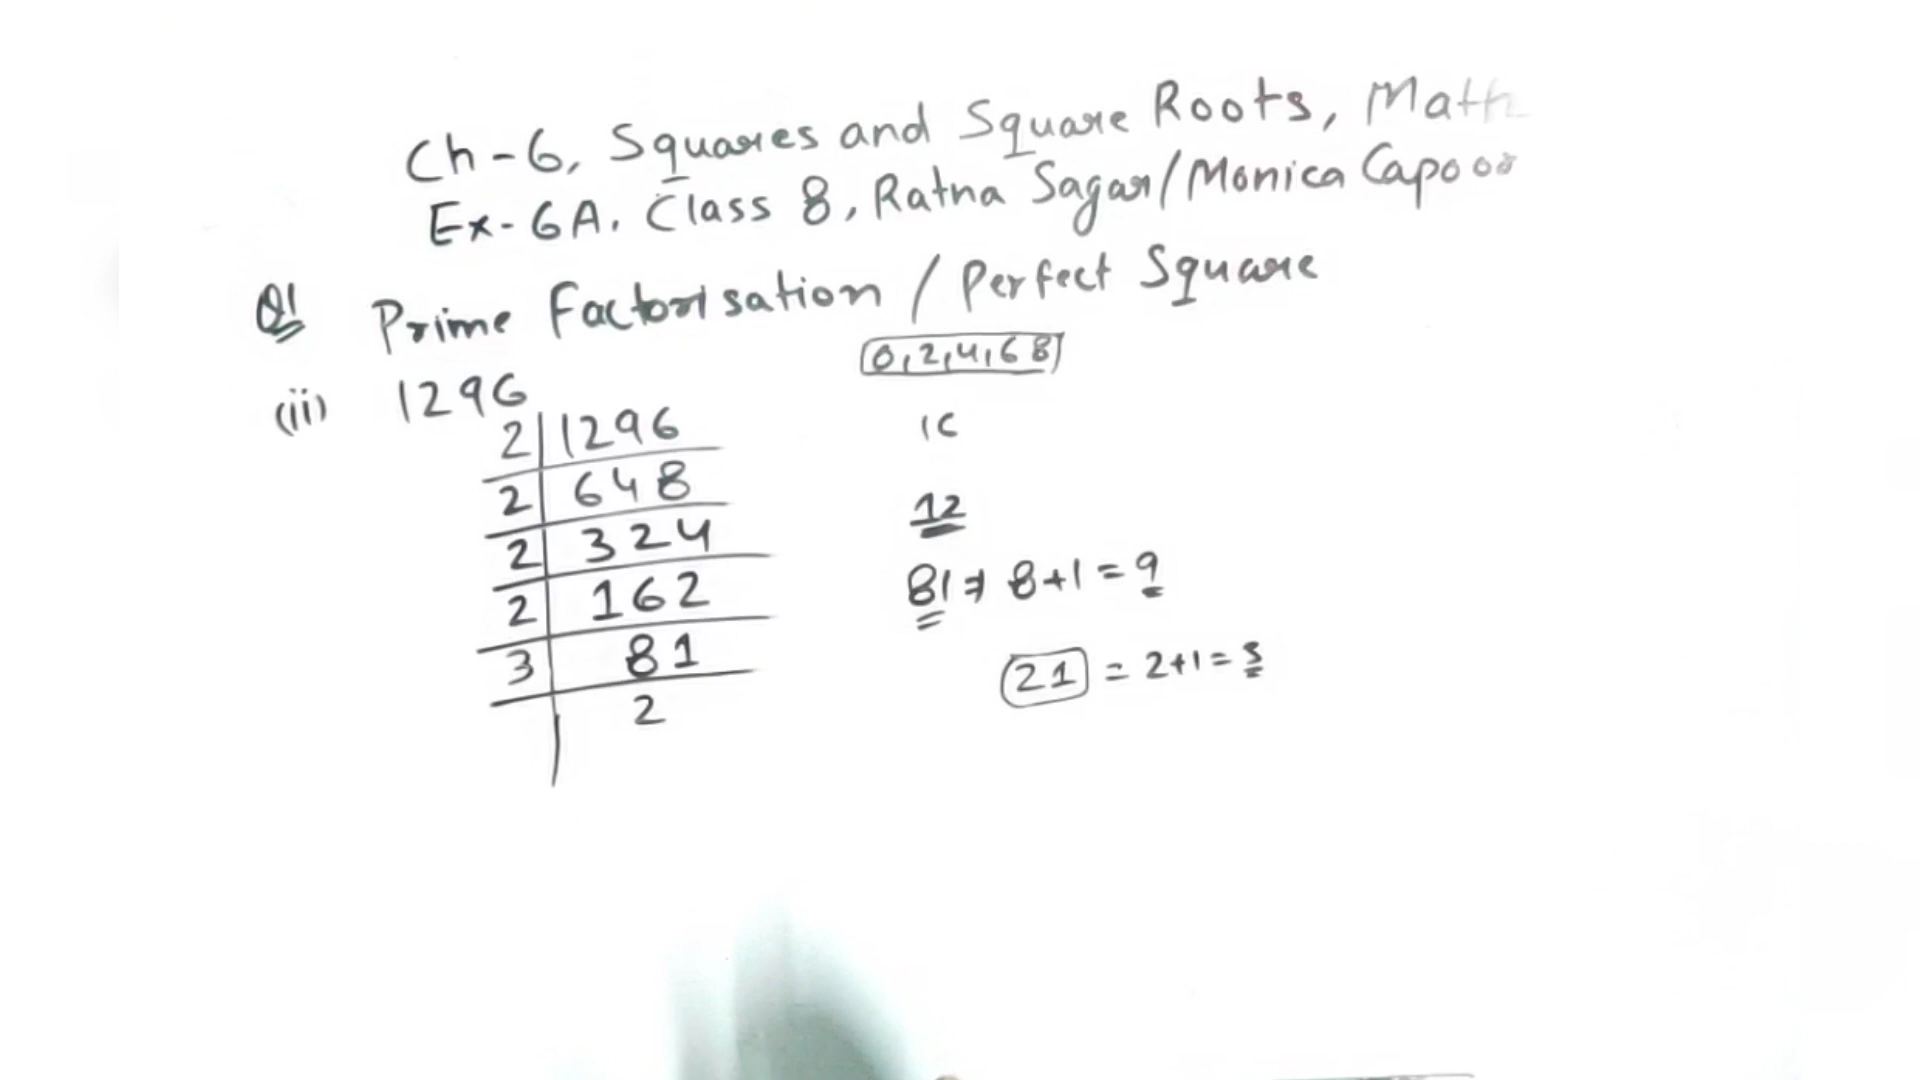 Ch-6, Squares and Square Roots, Math
Ex-6A. Class 8, Ratna Sagar/Monica Capoor
Q1 Prime Factorisation / Perfect Square
0,2,4,6 8
(ii) 1296
2 | 1296
2 | 648
2 | 324
2 | 162
3 | 81
2
12
81 ⇒ 8+1 = 9
21 = 2+1 = 3